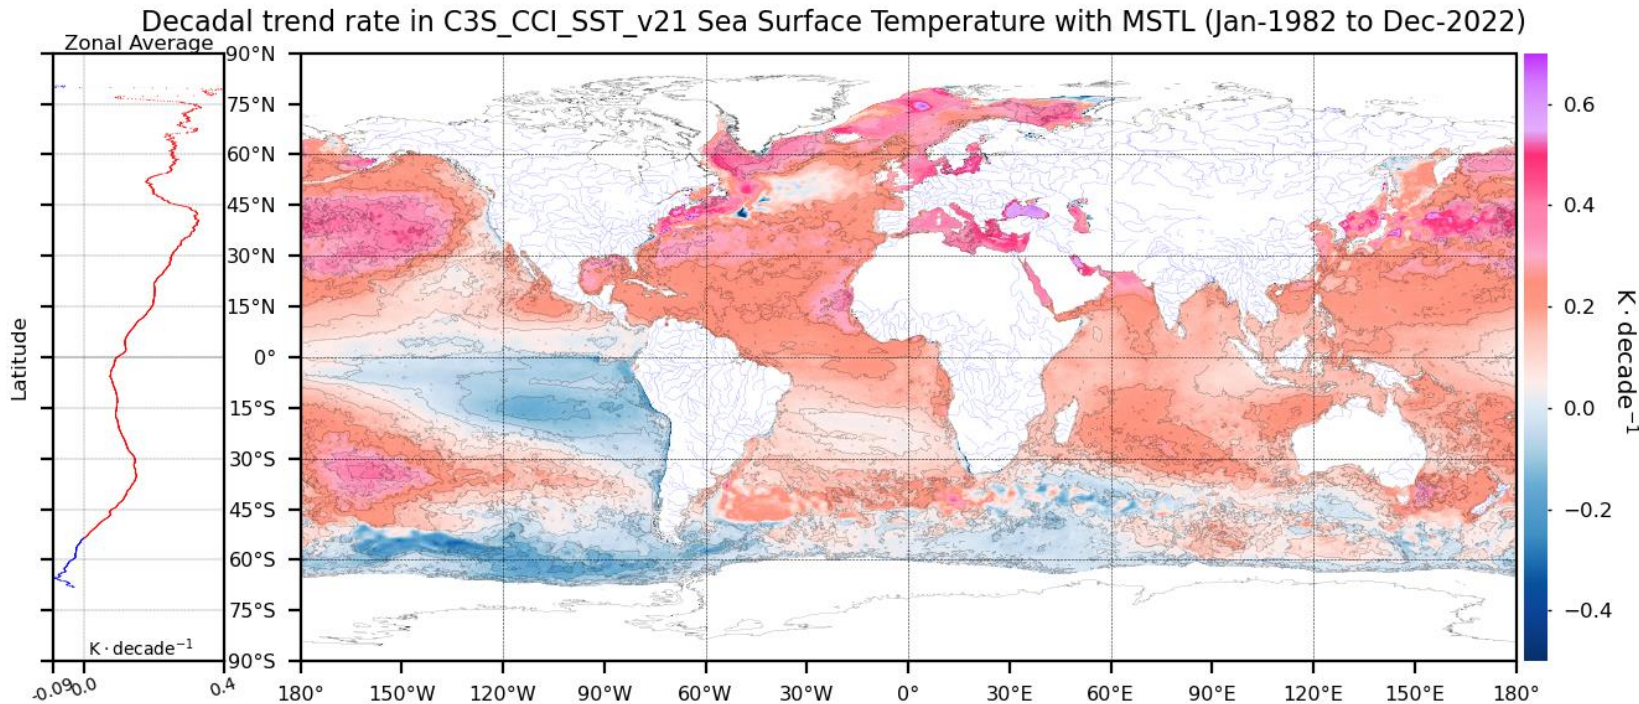 Decadal trend rate in C3S_CCI_SST_v21 Sea Surface Temperature with MSTL (Jan-1982 to Dec-2022)
Zonal Average
90°N
75°N
60°N
45°N
30°N
15°N
0°
15°S
30°S
45°S
60°S
75°S
90°S
Latitude
K·decade⁻¹
-0.09 0.0 0.4
180° 150°W 120°W 90°W 60°W 30°W 0° 30°E 60°E 90°E 120°E 150°E 180°
0.6
0.4
0.2
0.0
−0.2
−0.4
K·decade⁻¹